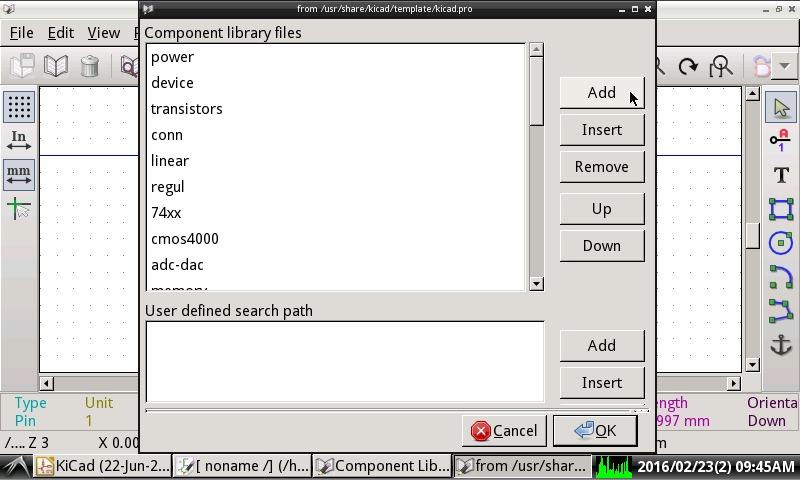 from /usr/share/kicad/template/kicad.pro
File Edit View
Component library files
power
device
transistors
conn
linear
regul
74xx
cmos4000
adc-dac
memory
Add
Insert
Remove
Up
Down
In
mm
A
1
T
User defined search path
Add
Insert
Type Unit
Pin 1
ength Orienta
997 mm Down
/.... Z 3 X 0.00
m
Cancel OK
KiCad (22-Jun-2... [ noname /] (/h... Component Lib... from /usr/shar... 2016/02/23(2) 09:45AM